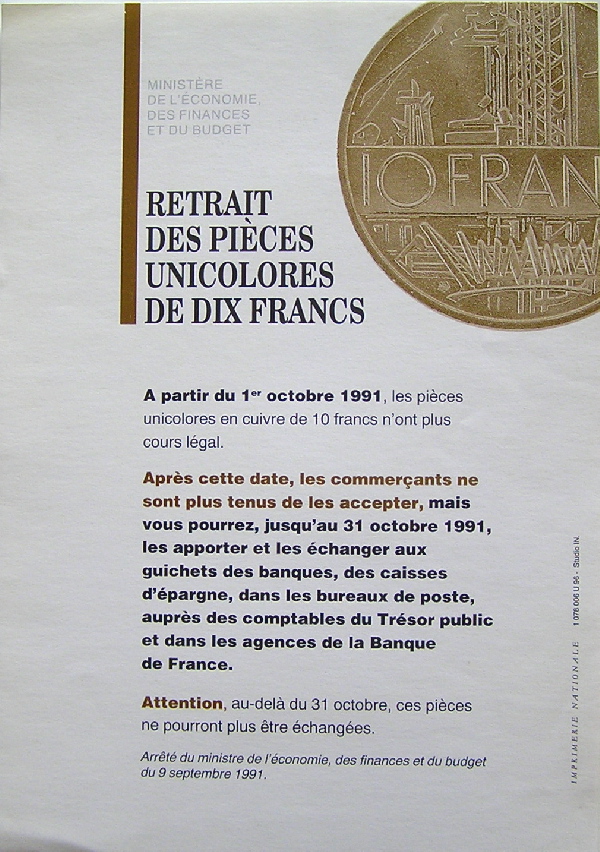 MINISTÈRE
DE L'ÉCONOMIE,
DES FINANCES
ET DU BUDGET
10 FRAN
RETRAIT
DES PIÈCES
UNICOLORES
DE DIX FRANCS
A partir du 1er octobre 1991, les pièces
unicolores en cuivre de 10 francs n'ont plus
cours légal.
Après cette date, les commerçants ne
sont plus tenus de les accepter, mais
vous pourrez, jusqu'au 31 octobre 1991,
les apporter et les échanger aux
guichets des banques, des caisses
d'épargne, dans les bureaux de poste,
auprès des comptables du Trésor public
et dans les agences de la Banque
de France.
Attention, au-delà du 31 octobre, ces pièces
ne pourront plus être échangées.
Arrêté du ministre de l'économie, des finances et du budget
du 9 septembre 1991.
IMPRIMERIE NATIONALE 1 076 006 U 96 - Studio IN.